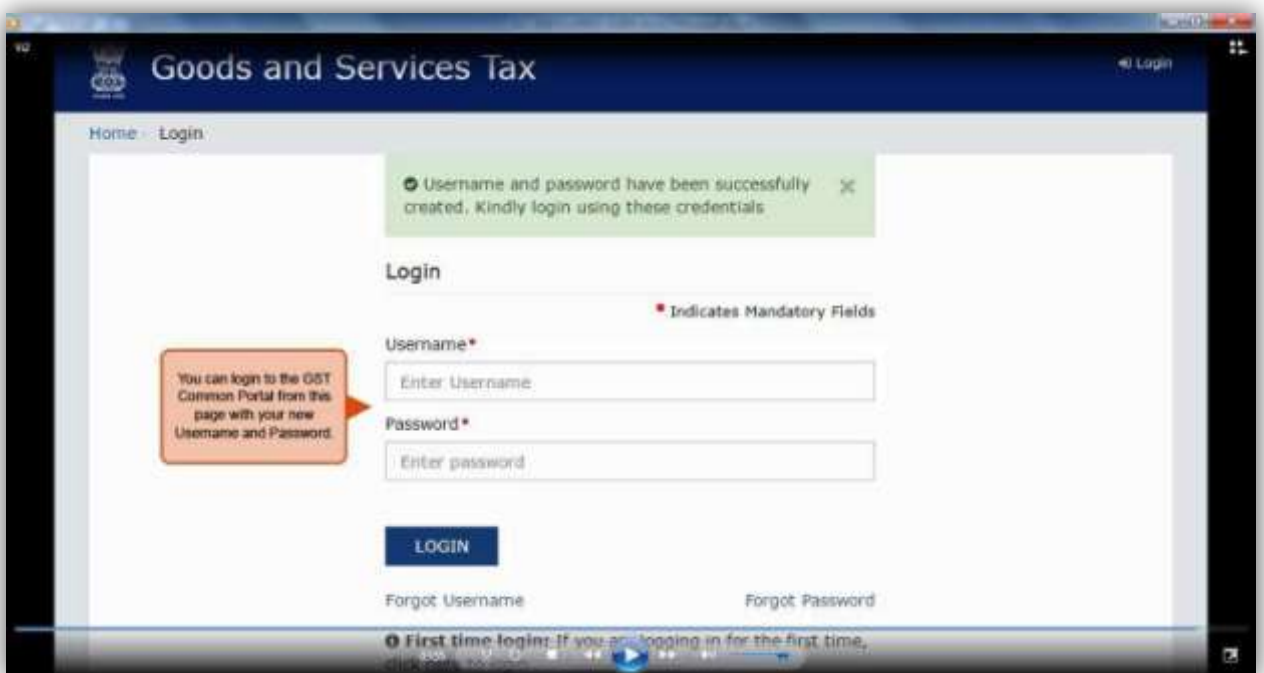 Goods and Services Tax
Login
Home Login
Username and password have been successfully
created. Kindly login using these credentials
Login
* Indicates Mandatory Fields
Username*
Enter Username
You can login to the GST
Common Portal from this
page with your new
Username and Password.
Password*
Enter password
LOGIN
Forgot Username Forgot Password
First time login: If you are logging in for the first time,
click